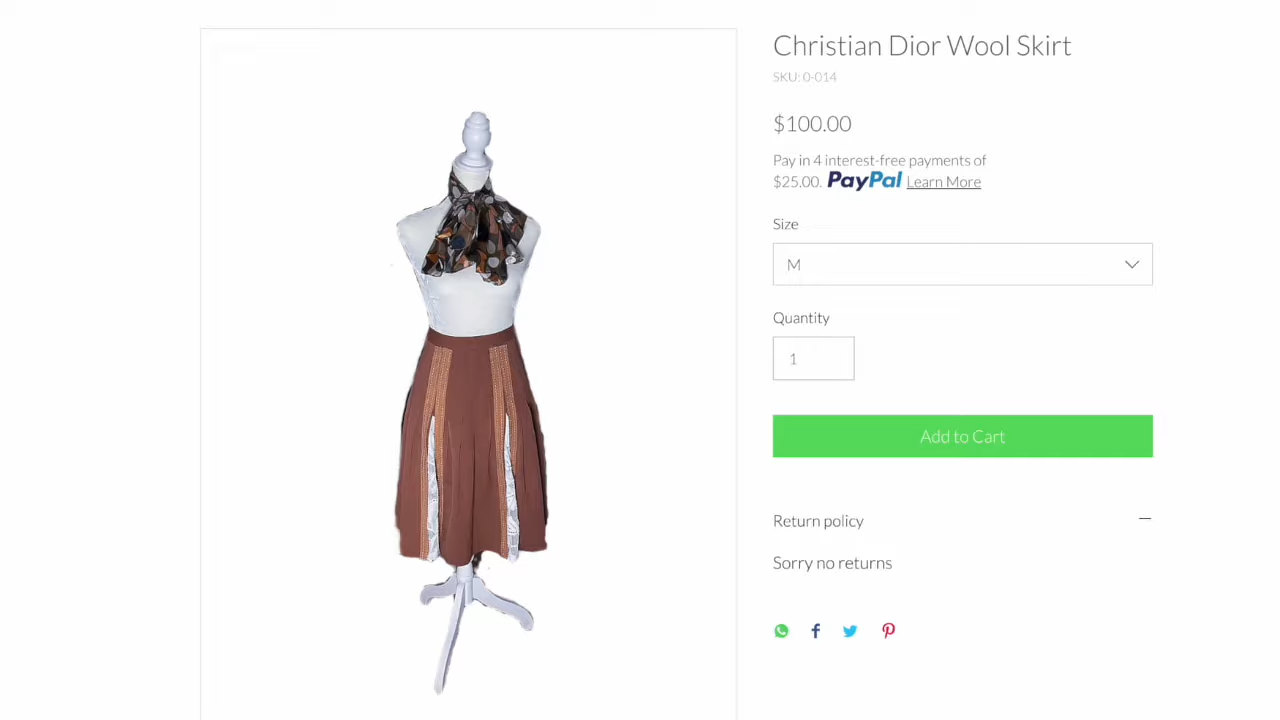 Christian Dior Wool Skirt
SKU: 0-014
$100.00
Pay in 4 interest-free payments of
$25.00. PayPal Learn More
Size
M
Quantity
1
Add to Cart
Return policy
Sorry no returns